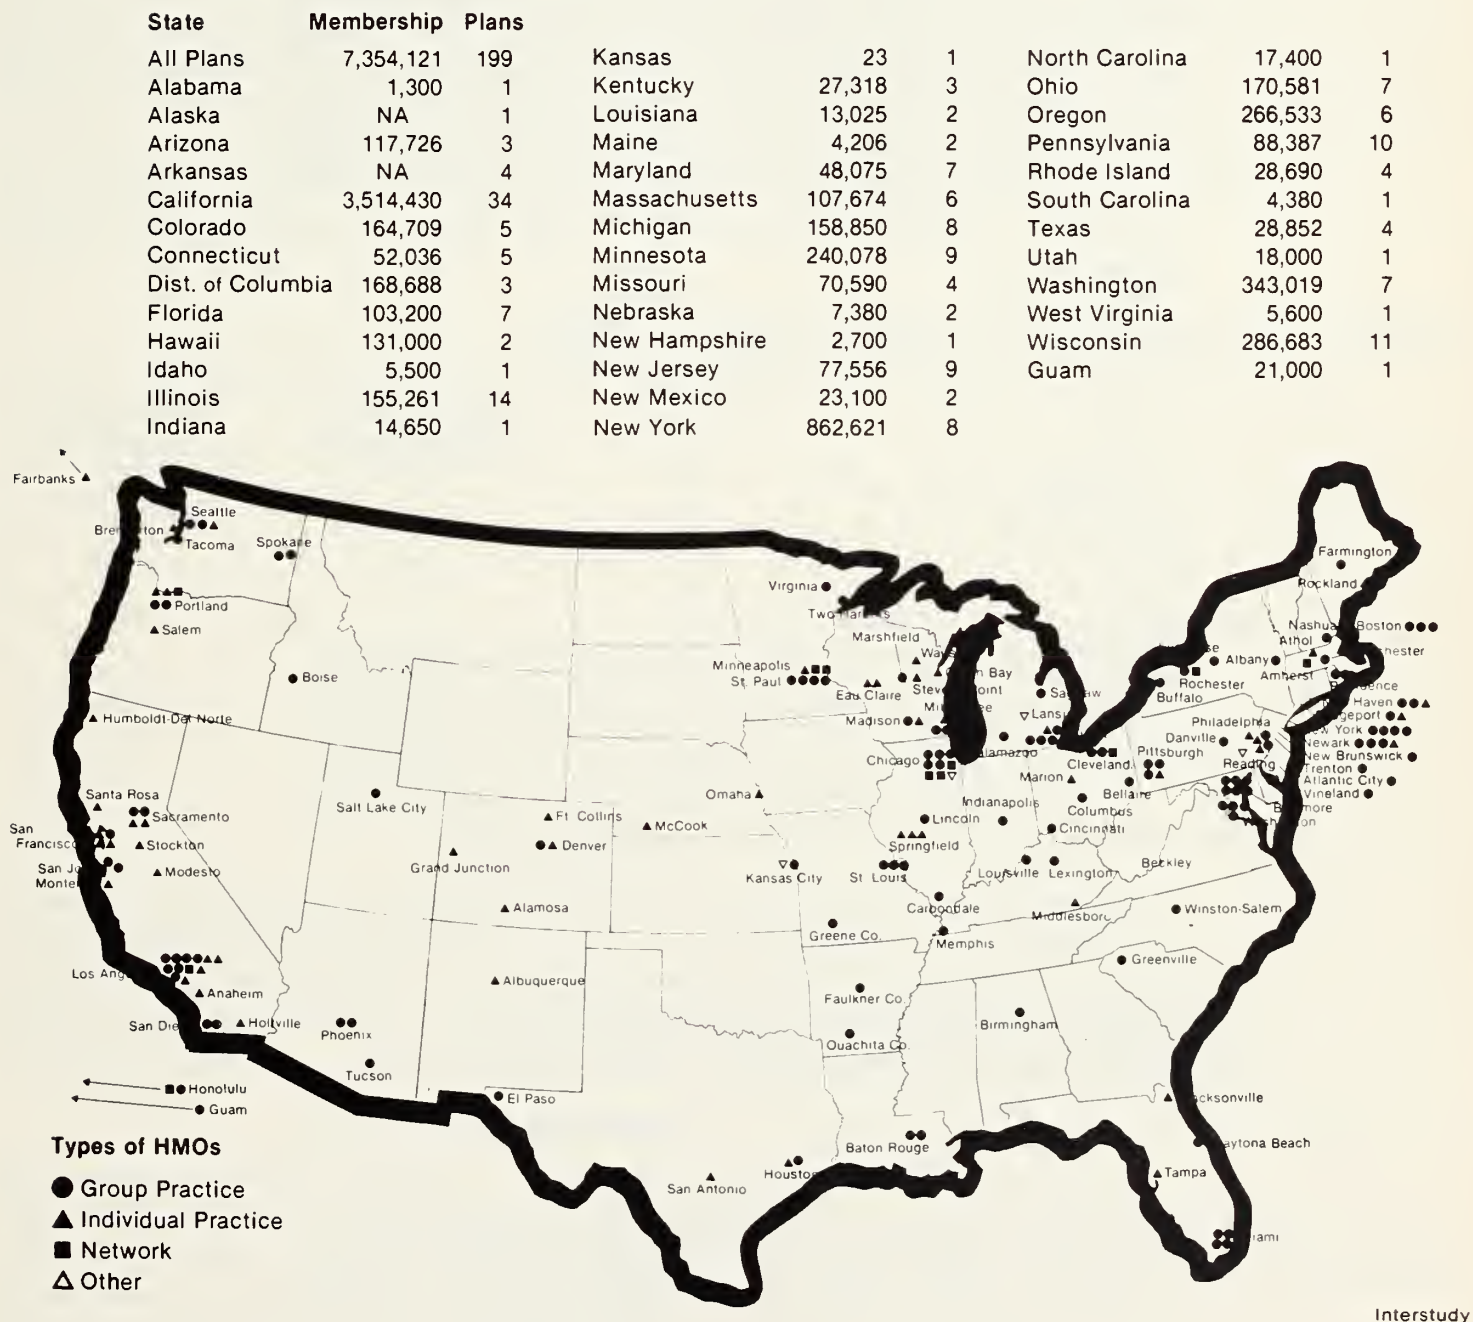 State Membership Plans
All Plans 7,354,121 199
Alabama 1,300 1
Alaska NA 1
Arizona 117,726 3
Arkansas NA 4
California 3,514,430 34
Colorado 164,709 5
Connecticut 52,036 5
Dist. of Columbia 168,688 3
Florida 103,200 7
Hawaii 131,000 2
Idaho 5,500 1
Illinois 155,261 14
Indiana 14,650 1
Kansas 23 1
Kentucky 27,318 3
Louisiana 13,025 2
Maine 4,206 2
Maryland 48,075 7
Massachusetts 107,674 6
Michigan 158,850 8
Minnesota 240,078 9
Missouri 70,590 4
Nebraska 7,380 2
New Hampshire 2,700 1
New Jersey 77,556 9
New Mexico 23,100 2
New York 862,621 8
North Carolina 17,400 1
Ohio 170,581 7
Oregon 266,533 6
Pennsylvania 88,387 10
Rhode Island 28,690 4
South Carolina 4,380 1
Texas 28,852 4
Utah 18,000 1
Washington 343,019 7
West Virginia 5,600 1
Wisconsin 286,683 11
Guam 21,000 1
Fairbanks
Seattle
Tacoma
Spokane
Portland
Salem
Boise
Humboldt-Del Norte
Santa Rosa
Sacramento
San
Francisco
Stockton
Modesto
Salt Lake City
Grand Junction
Ft Collins
Denver
Alamosa
McCook
Omaha
Albuquerque
Los
Anaheim
San
Holtville
Phoenix
Tucson
El Paso
Honolulu
Guam
Virginia
Two
Marshfield
Minneapolis
St. Paul
Eau Claire
Madison
Chicago
Bay
Lincoln
Springfield
Kansas City
St Louis
Carbondale
Greene Co.
Memphis
Faulkner Co.
Ouachita Co.
Birmingham
Baton Rouge
San Antonio
Indianapolis
Marion
Cleveland
Columbus
Bellaire
Cincinnati
Louisville
Lexington
Middlesboro
Beckley
Winston-Salem
Greenville
Tampa
Daytona Beach
Pittsburgh
Danville
Philadelphia
Reading
Buffalo
Rochester
Albany
Amherst
Athol
Nashua
Boston
Farmington
Rockland
New York
Newark
New Brunswick
Trenton
Atlantic City
Vineland
Washington
Types of HMOs
Group Practice
Individual Practice
Network
Other
Interstudy